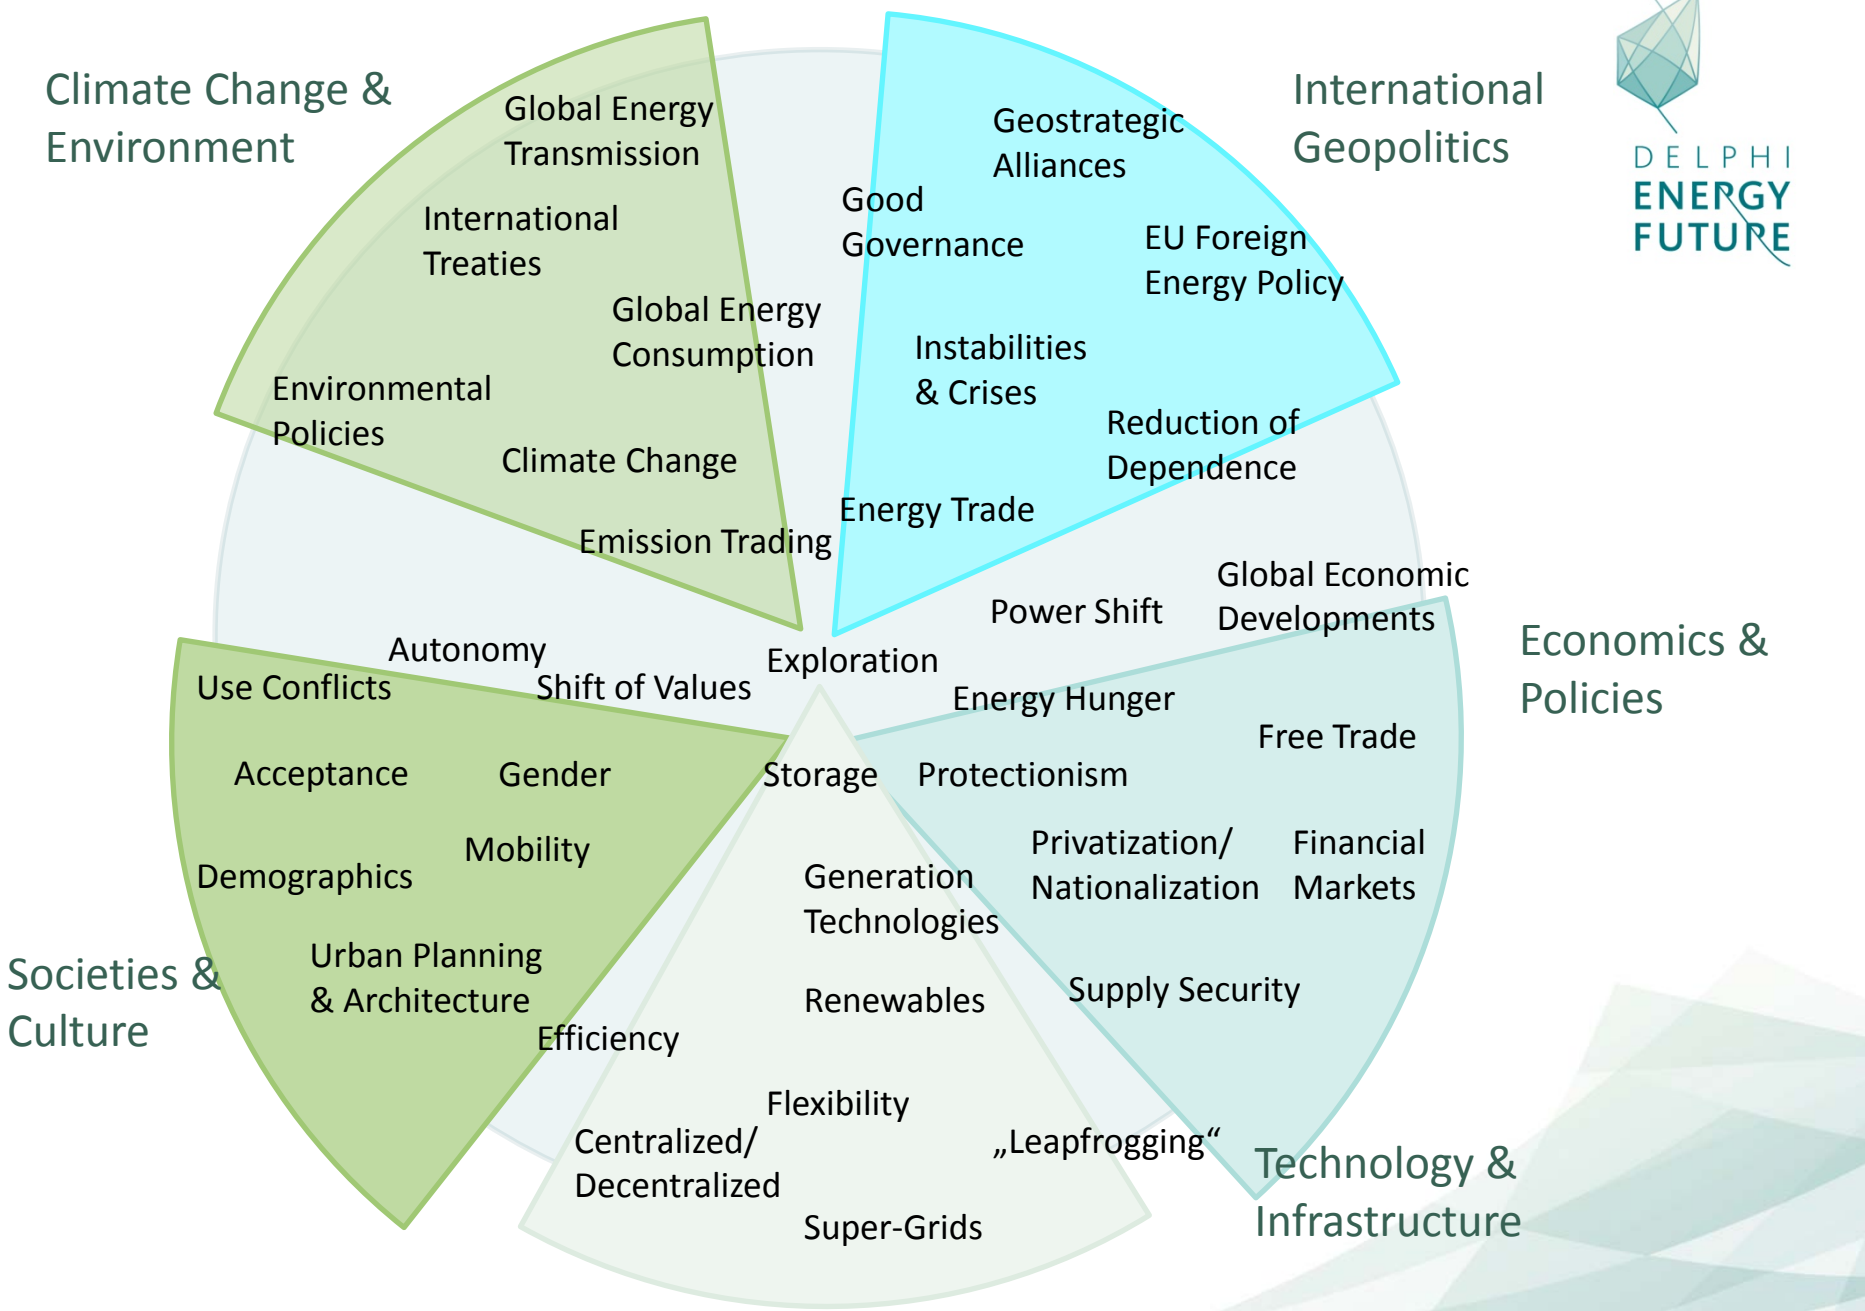 Climate Change &
Environment
Global Energy
Transmission
International
Treaties
Global Energy
Consumption
Environmental
Policies
Climate Change
Emission Trading
International
Geopolitics
Geostrategic
Alliances
Good
Governance
EU Foreign
Energy Policy
Instabilities
& Crises
Reduction of
Dependence
Energy Trade
DELPHI
ENERGY
FUTURE
Global Economic
Developments
Power Shift
Exploration
Energy Hunger
Economics &
Policies
Free Trade
Protectionism
Privatization/
Nationalization
Financial
Markets
Supply Security
Autonomy
Use Conflicts
Shift of Values
Acceptance
Gender
Mobility
Demographics
Urban Planning
& Architecture
Societies &
Culture
Efficiency
Storage
Generation
Technologies
Renewables
Flexibility
Centralized/
Decentralized
„Leapfrogging“
Super-Grids
Technology &
Infrastructure